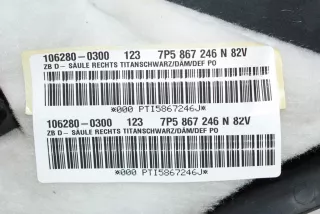 106280-0300 123 7P5 867 246 N 82V
ZB D - SÄULE RECHTS TITANSCHWARZ/DÄM/DEF PO
*000 PTI5867246J*
106280-0300 123 7P5 867 246 N 82V
ZB D - SÄULE RECHTS TITANSCHWARZ/DÄM/DEF PO
*000 PTI5867246J*